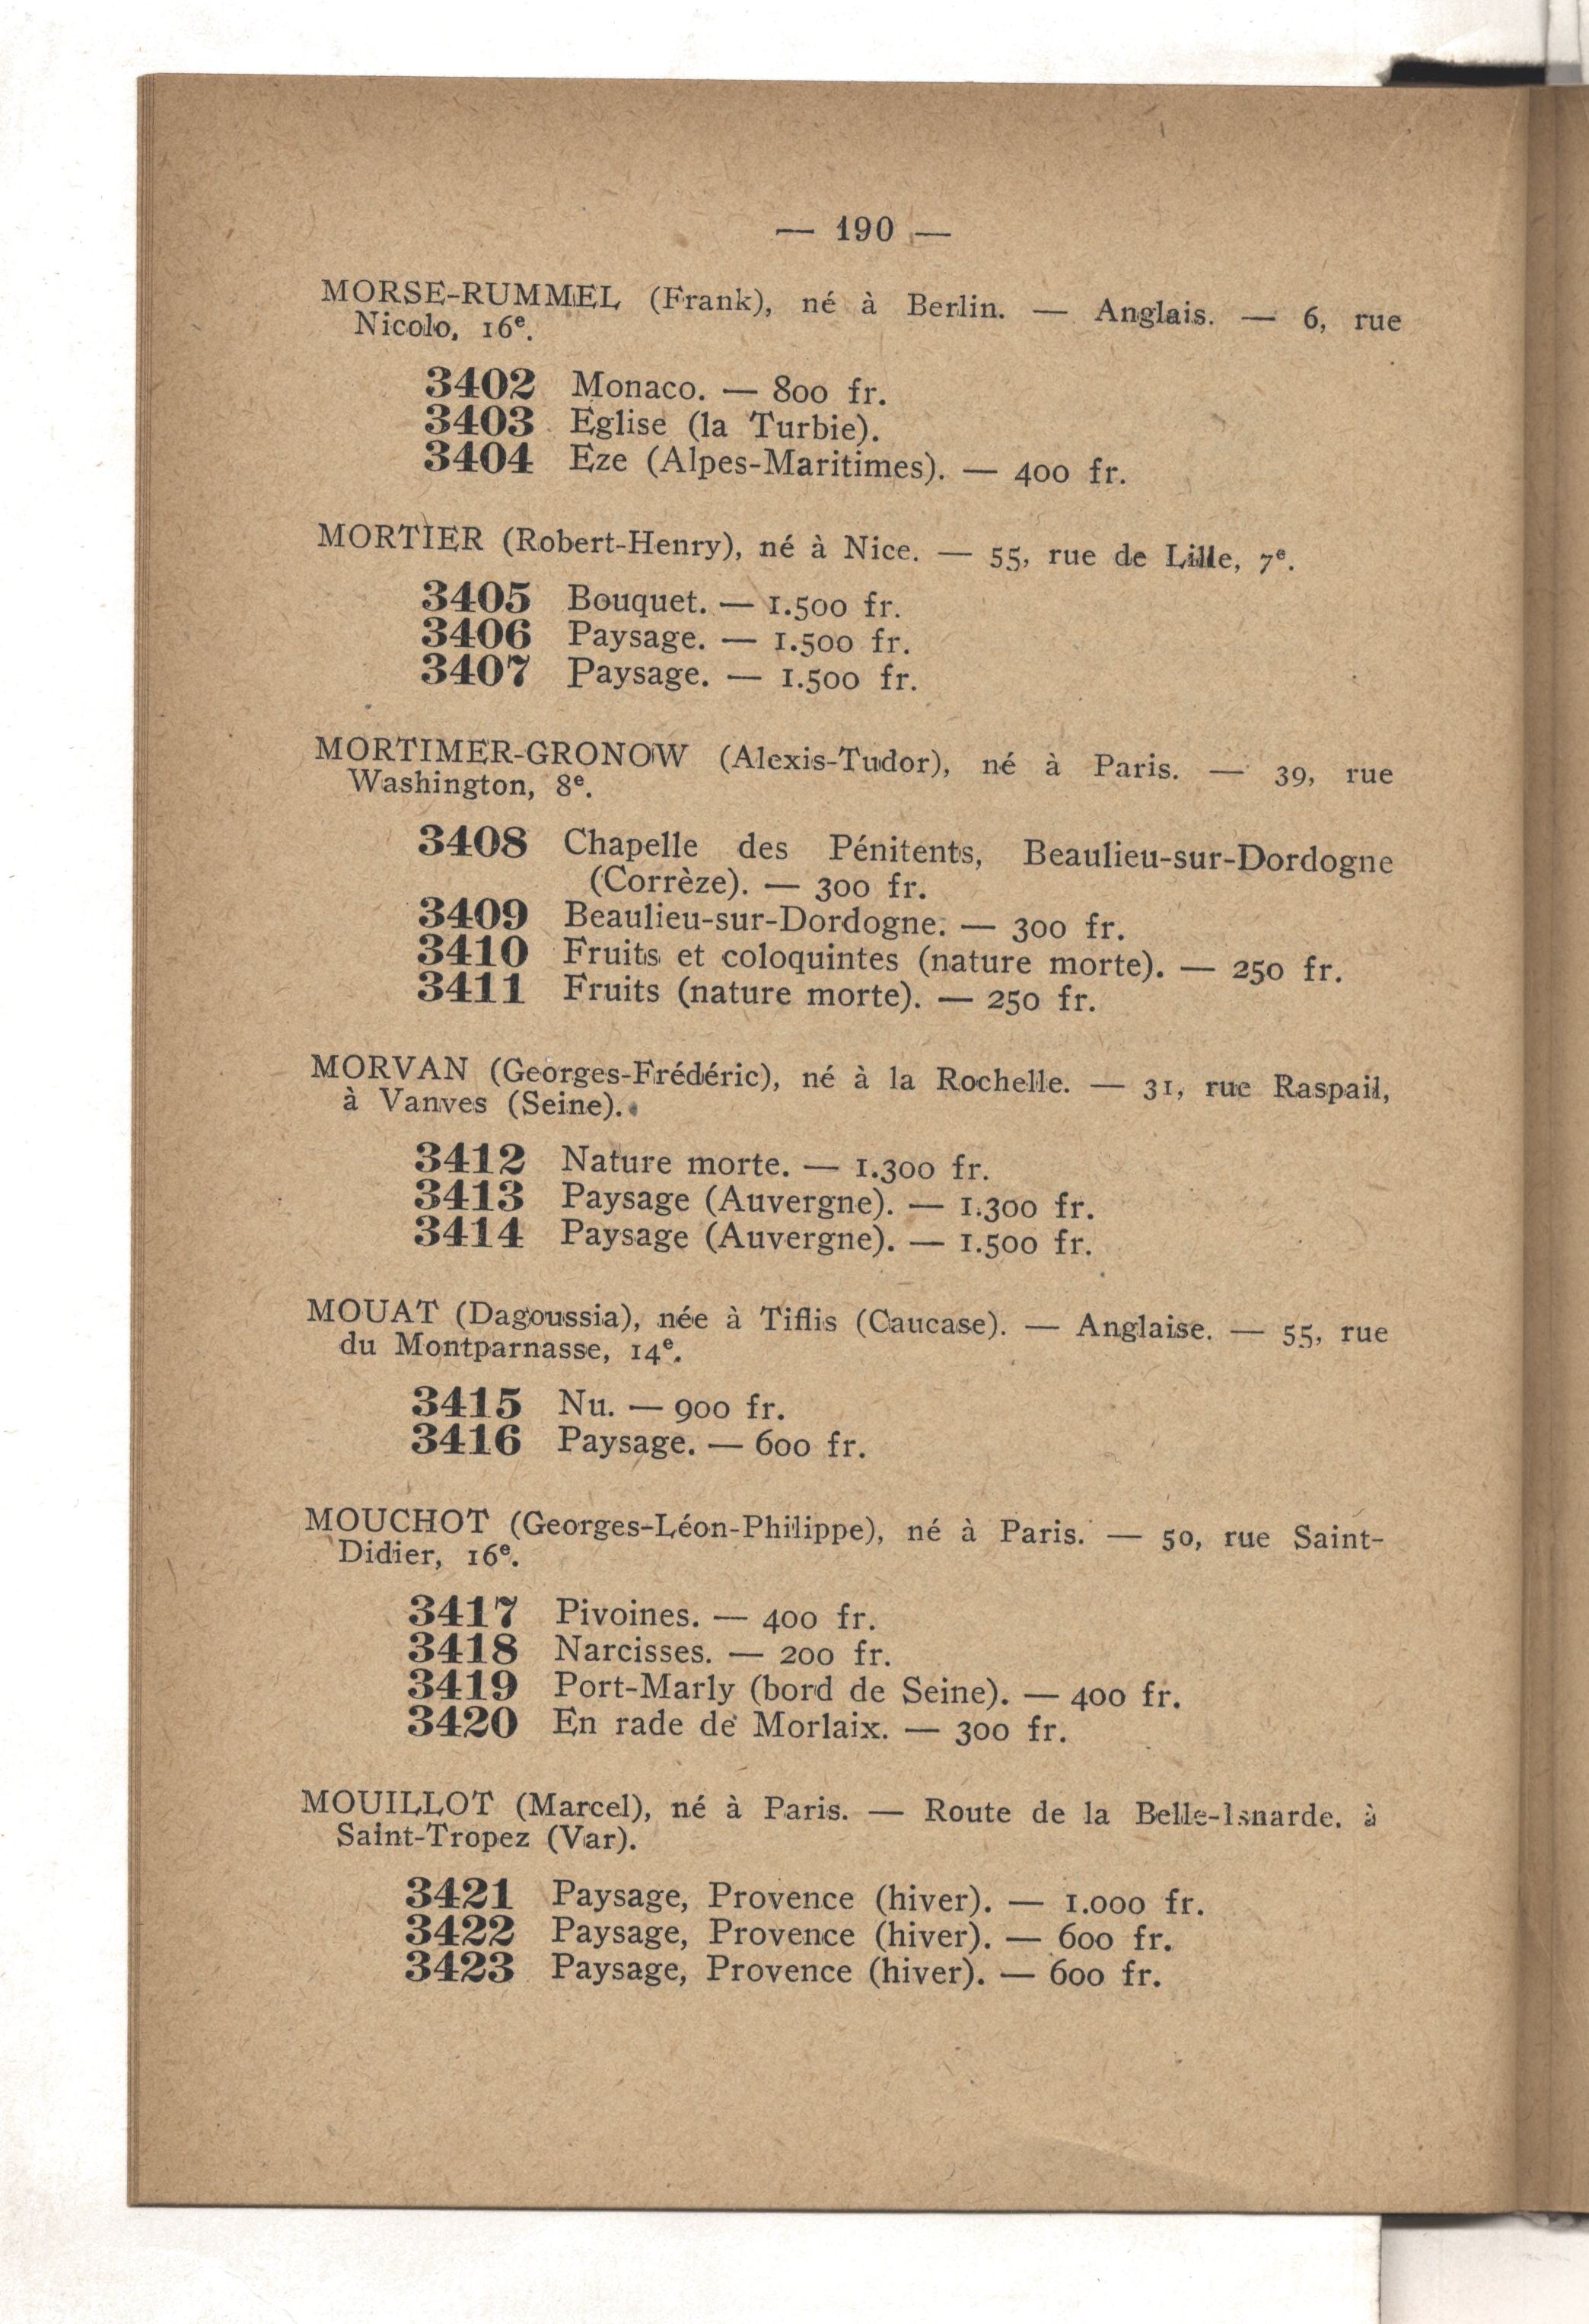 — 190 —
MORSE-RUMMEL (Frank), né à Berlin. — Anglais. — 6, rue
Nicolo, 16e.
3402 Monaco. — 800 fr.
3403 Eglise (la Turbie).
3404 Eze (Alpes-Maritimes). — 400 fr.
MORTIER (Robert-Henry), né à Nice. — 55, rue de Lille, 7e.
3405 Bouquet. — 1.500 fr.
3406 Paysage. — 1.500 fr.
3407 Paysage. — 1.500 fr.
MORTIMER-GRONOW (Alexis-Tudor), né à Paris. — 39, rue
Washington, 8e.
3408 Chapelle des Pénitents, Beaulieu-sur-Dordogne
(Corrèze). — 300 fr.
3409 Beaulieu-sur-Dordogne. — 300 fr.
3410 Fruits et coloquintes (nature morte). — 250 fr.
3411 Fruits (nature morte). — 250 fr.
MORVAN (Georges-Frédéric), né à la Rochelle. — 31, rue Raspail,
à Vanves (Seine).
3412 Nature morte. — 1.300 fr.
3413 Paysage (Auvergne). — 1.300 fr.
3414 Paysage (Auvergne). — 1.500 fr.
MOUAT (Dagoussia), née à Tiflis (Caucase). — Anglaise. — 55, rue
du Montparnasse, 14e.
3415 Nu. — 900 fr.
3416 Paysage. — 600 fr.
MOUCHOT (Georges-Léon-Philippe), né à Paris. — 50, rue Saint-
Didier, 16e.
3417 Pivoines. — 400 fr.
3418 Narcisses. — 200 fr.
3419 Port-Marly (bord de Seine). — 400 fr.
3420 En rade de Morlaix. — 300 fr.
MOUILLOT (Marcel), né à Paris. — Route de la Belle-Isnarde. à
Saint-Tropez (Var).
3421 Paysage, Provence (hiver). — 1.000 fr.
3422 Paysage, Provence (hiver). — 600 fr.
3423 Paysage, Provence (hiver). — 600 fr.